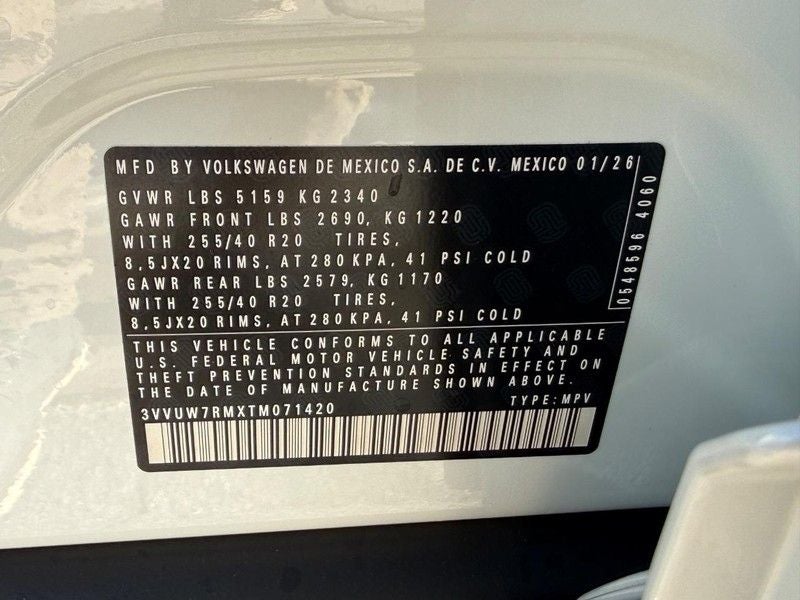 MFD BY VOLKSWAGEN DE MEXICO S.A. DE C.V. MEXICO 01/26
GVWR LBS 5159 KG 2340
GAWR FRONT LBS 2690, KG 1220
WITH 255/40 R20 TIRES,
8,5JX20 RIMS, AT 280 KPA, 41 PSI COLD
GAWR REAR LBS 2579, KG 1170
WITH 255/40 R20 TIRES,
8,5JX20 RIMS, AT 280 KPA, 41 PSI COLD
0548596 4060
THIS VEHICLE CONFORMS TO ALL APPLICABLE
U.S. FEDERAL MOTOR VEHICLE SAFETY AND
THEFT PREVENTION STANDARDS IN EFFECT ON
THE DATE OF MANUFACTURE SHOWN ABOVE.
3VVUW7RMXTM071420 TYPE: MPV